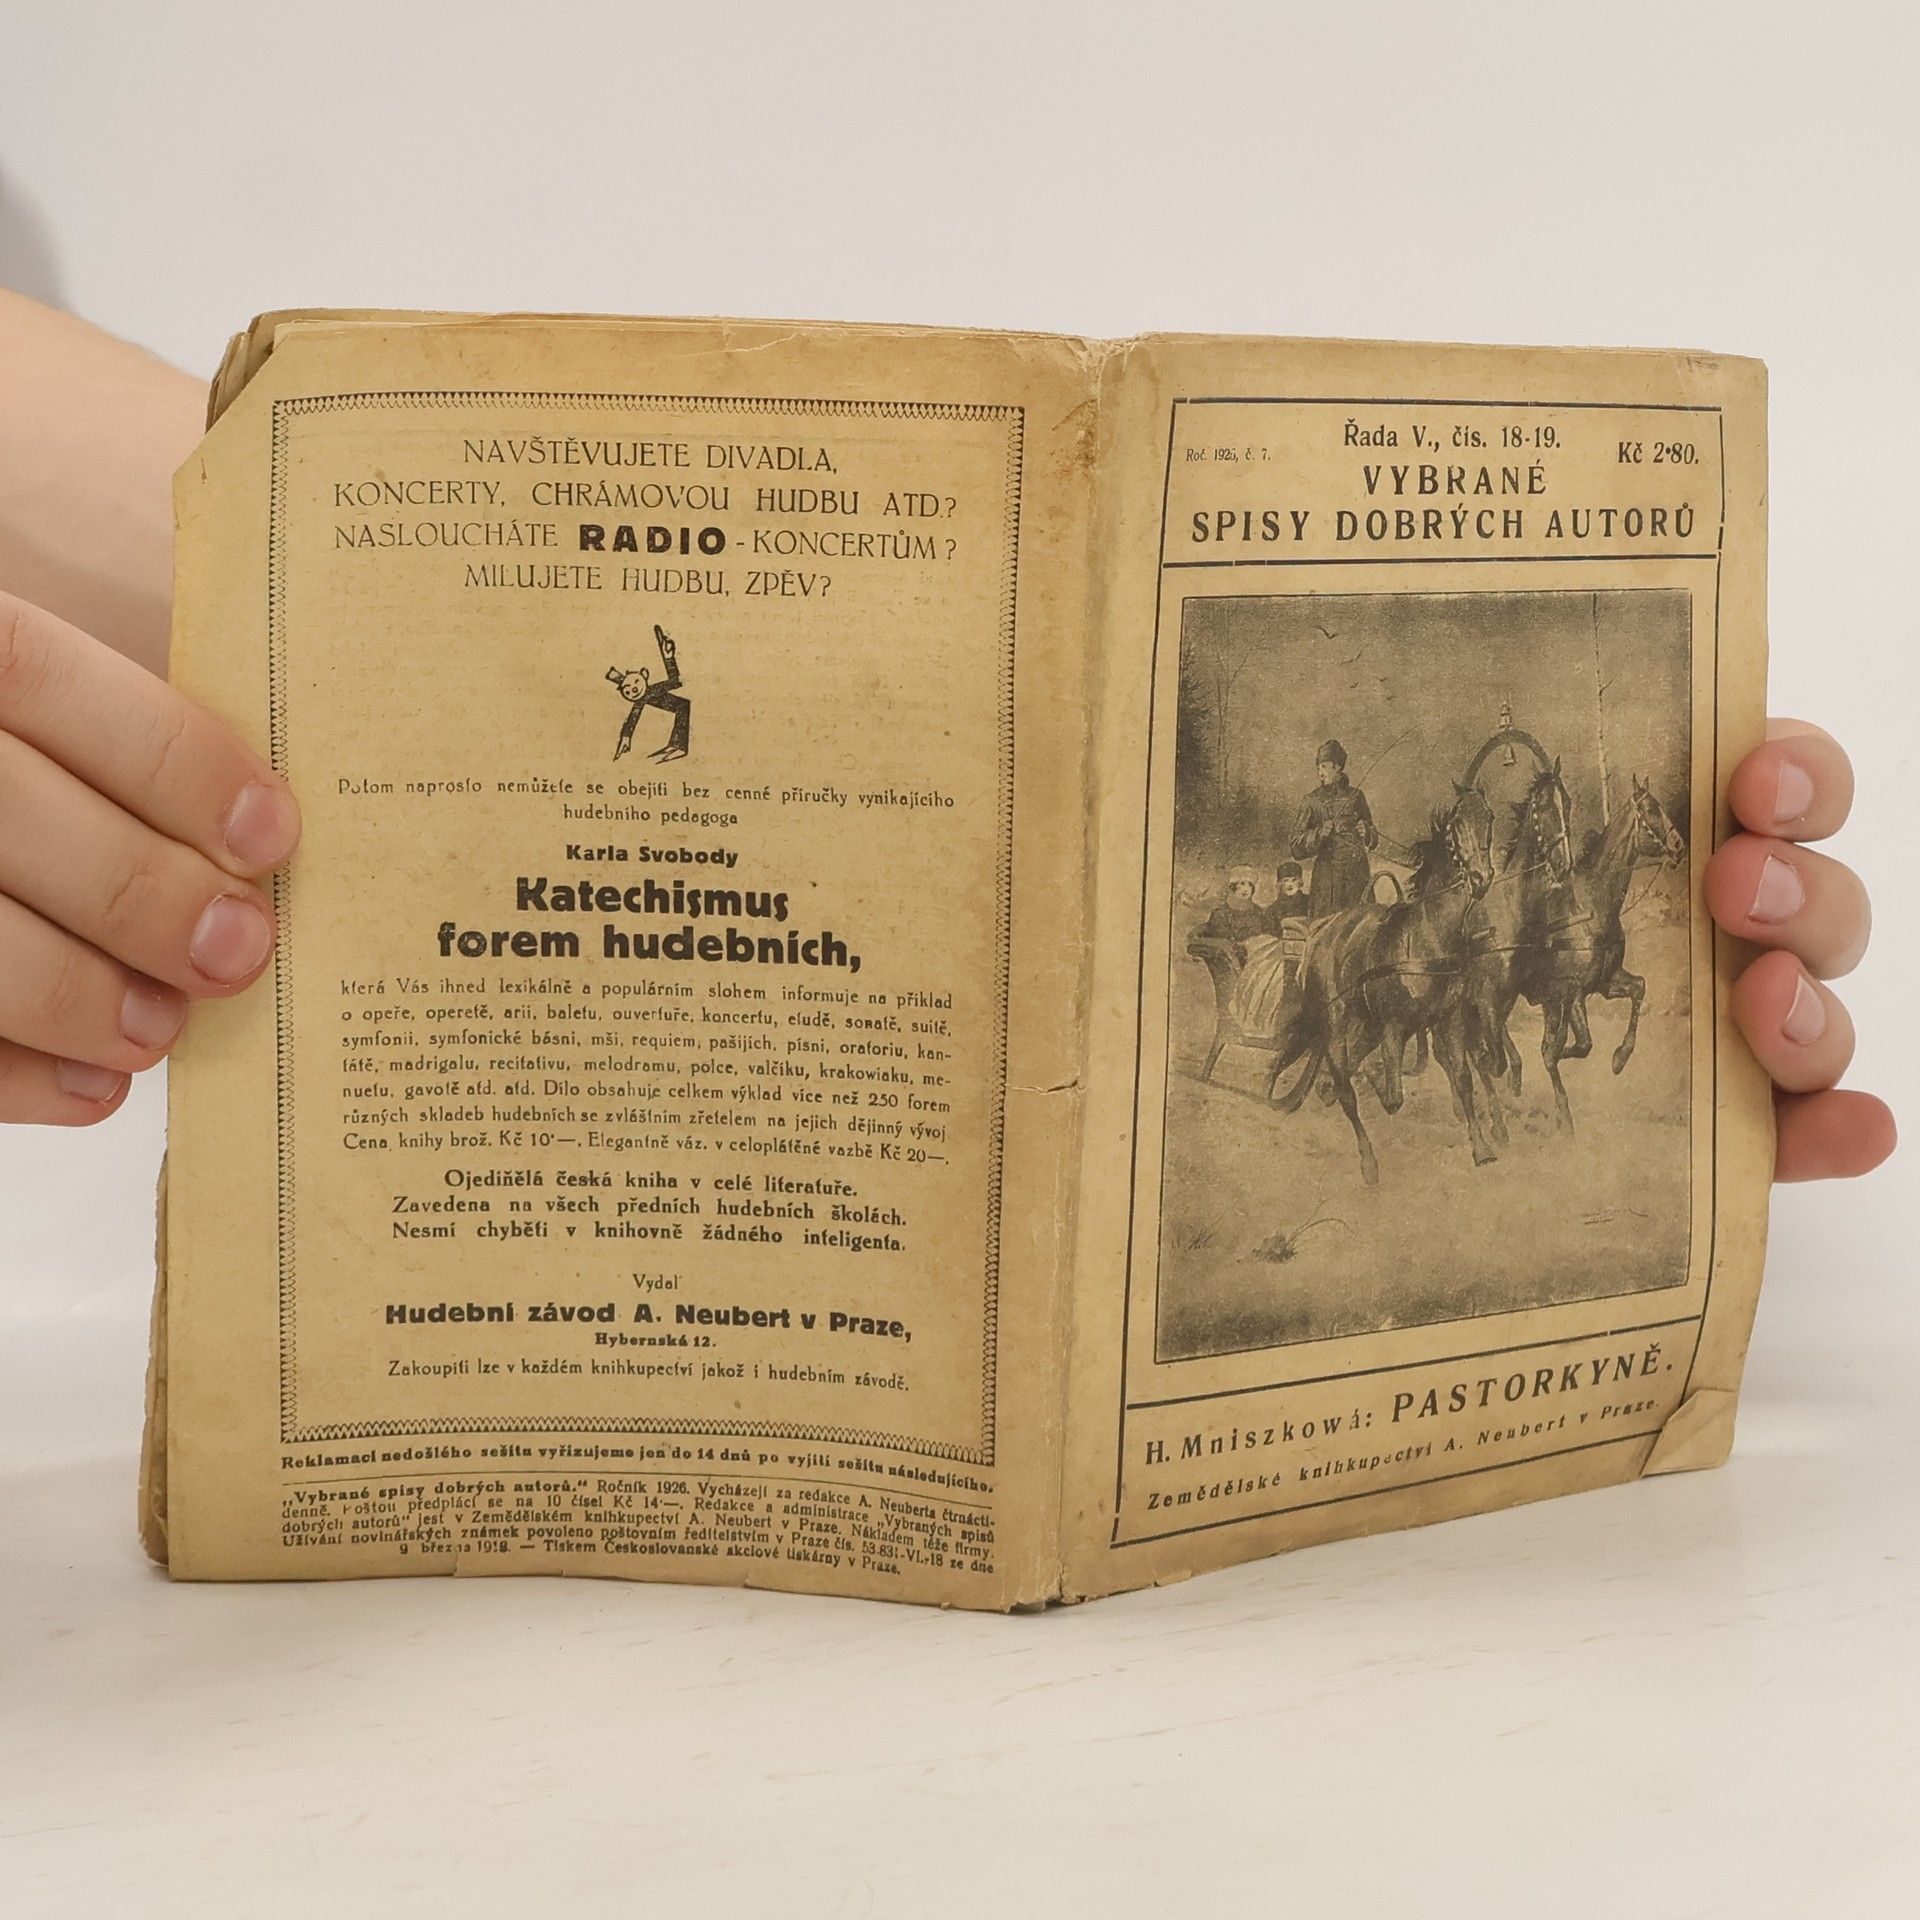 NAVŠTĚVUJETE DIVADLA,
KONCERTY, CHRÁMOVOU HUDBU ATD.?
NASLOUCHÁTE RADIO - KONCERTŮM?
MILUJETE HUDBU, ZPĚV?
Potom naprosto nemůžete se obejíti bez cenné příručky vynikajícího
hudebního pedagoga
Karla Svobody
Katechismus
forem hudebních,
která Vás ihned lexikálně a populárním slohem informuje na příklad
o opeře, operetě, arii, baletu, ouvertuře, koncertu, etudě, sonatě, suitě,
symfonii, symfonické básni, mši, requiem, pašijích, písni, oratoriu, kan-
tátě, madrigalu, recitativu, melodramu, polce, valčíku, krakowiaku, me-
nuetu, gavotě atd. atd. Dílo obsahuje celkem výklad více než 250 forem
různých skladeb hudebních se zvláštním zřetelem na jejich dějinný vývoj
Cena knihy brož. Kč 10·—. Elegantně váz. v celoplátěné vazbě Kč 20—.
Ojediňělá česká kniha v celé literatuře.
Zavedena na všech předních hudebních školách.
Nesmí chyběti v knihovně žádného inteligenta.
Vydal
Hudební závod A. Neubert v Praze,
Hybernská 12.
Zakoupiti lze v každém knihkupectví jakož i hudebním závodě.
Reklamaci nedošlého sešitu vyřizujeme jen do 14 dnů po vyjití sešitu následujícího.
„Vybrané spisy dobrých autorů.“ Ročník 1926. Vycházejí za redakce A. Neuberta čtrnácti-
denně. Poštou předplácí se na 10 čísel Kč 14·—. Redakce a administrace „Vybraných spisů
dobrých autorů“ jest v Zemědělském knihkupectví A. Neubert v Praze. Nákladem téže firmy.
Užívání novinářských známek povoleno poštovním ředitelstvím v Praze čís. 53.831-VI.-18 ze dne
9 března 1918. — Tiskem Československé akciové tiskárny v Praze.
Řada V., čís. 18-19.
Roč. 1926, č. 7.
Kč 2·80.
VYBRANÉ
SPISY DOBRÝCH AUTORŮ
H. Mniszkowá: PASTORKYNĚ.
Zemědělské knihkupectví A. Neubert v Praze.